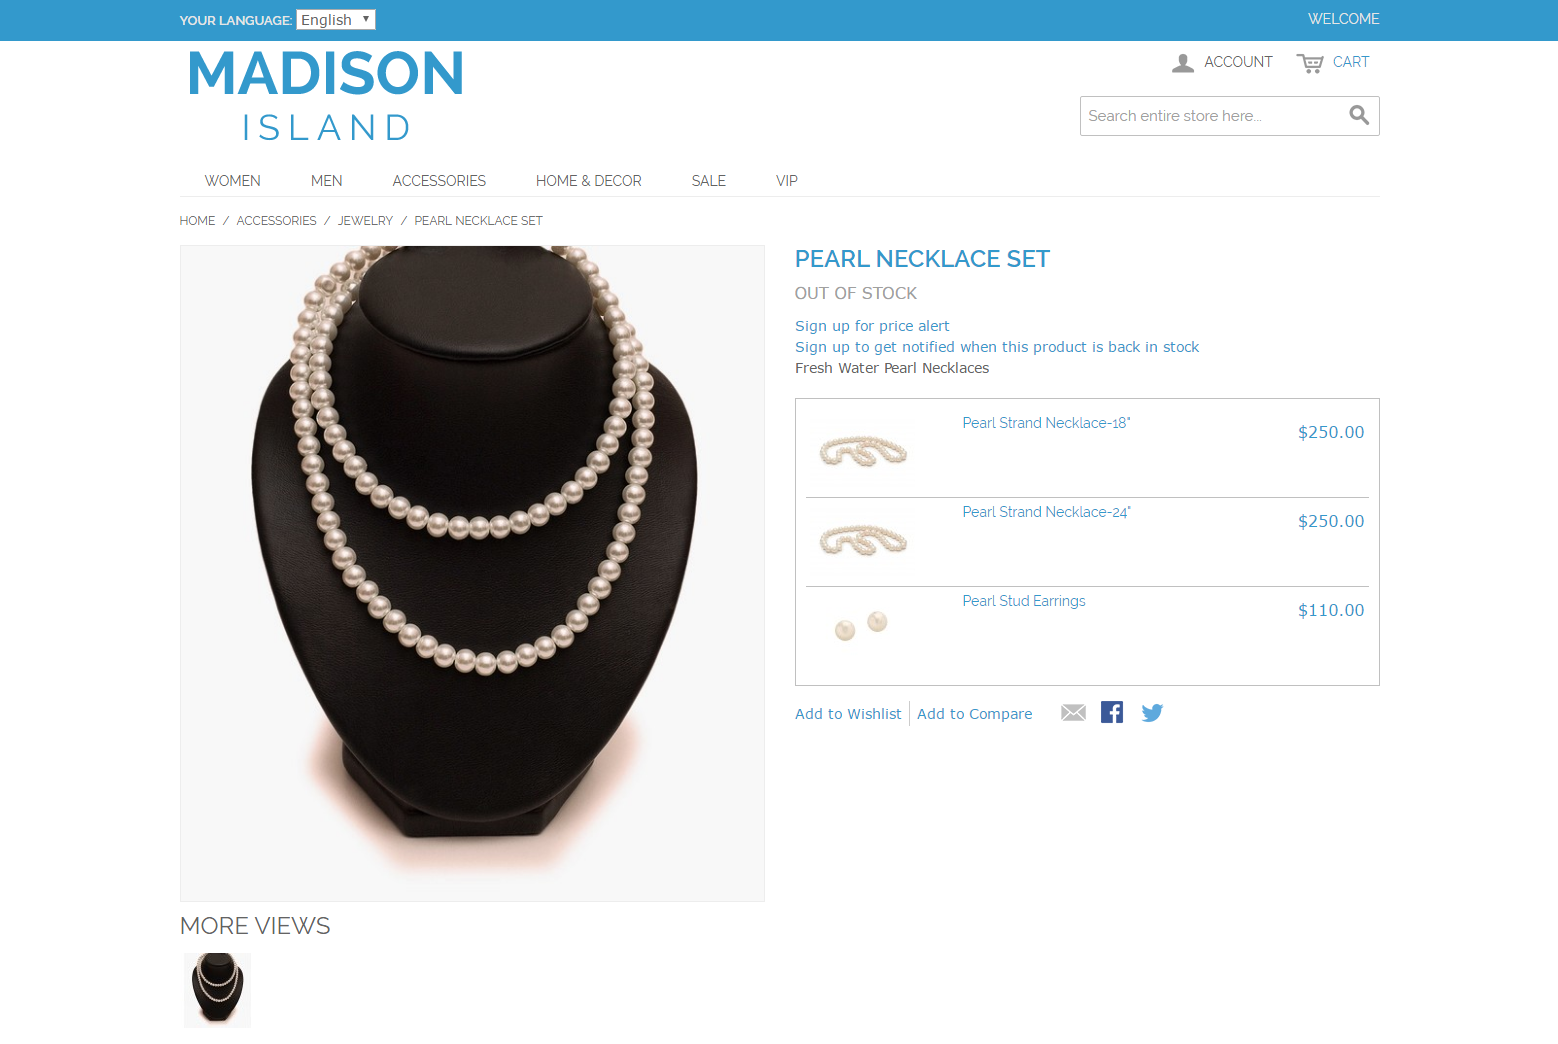 YOUR LANGUAGE: English
WELCOME
MADISON
ISLAND
ACCOUNT
CART
Search entire store here...
WOMEN MEN ACCESSORIES HOME & DECOR SALE VIP
HOME / ACCESSORIES / JEWELRY / PEARL NECKLACE SET
PEARL NECKLACE SET
OUT OF STOCK
Sign up for price alert
Sign up to get notified when this product is back in stock
Fresh Water Pearl Necklaces
Pearl Strand Necklace-18" $250.00
Pearl Strand Necklace-24" $250.00
Pearl Stud Earrings $110.00
Add to Wishlist Add to Compare
MORE VIEWS